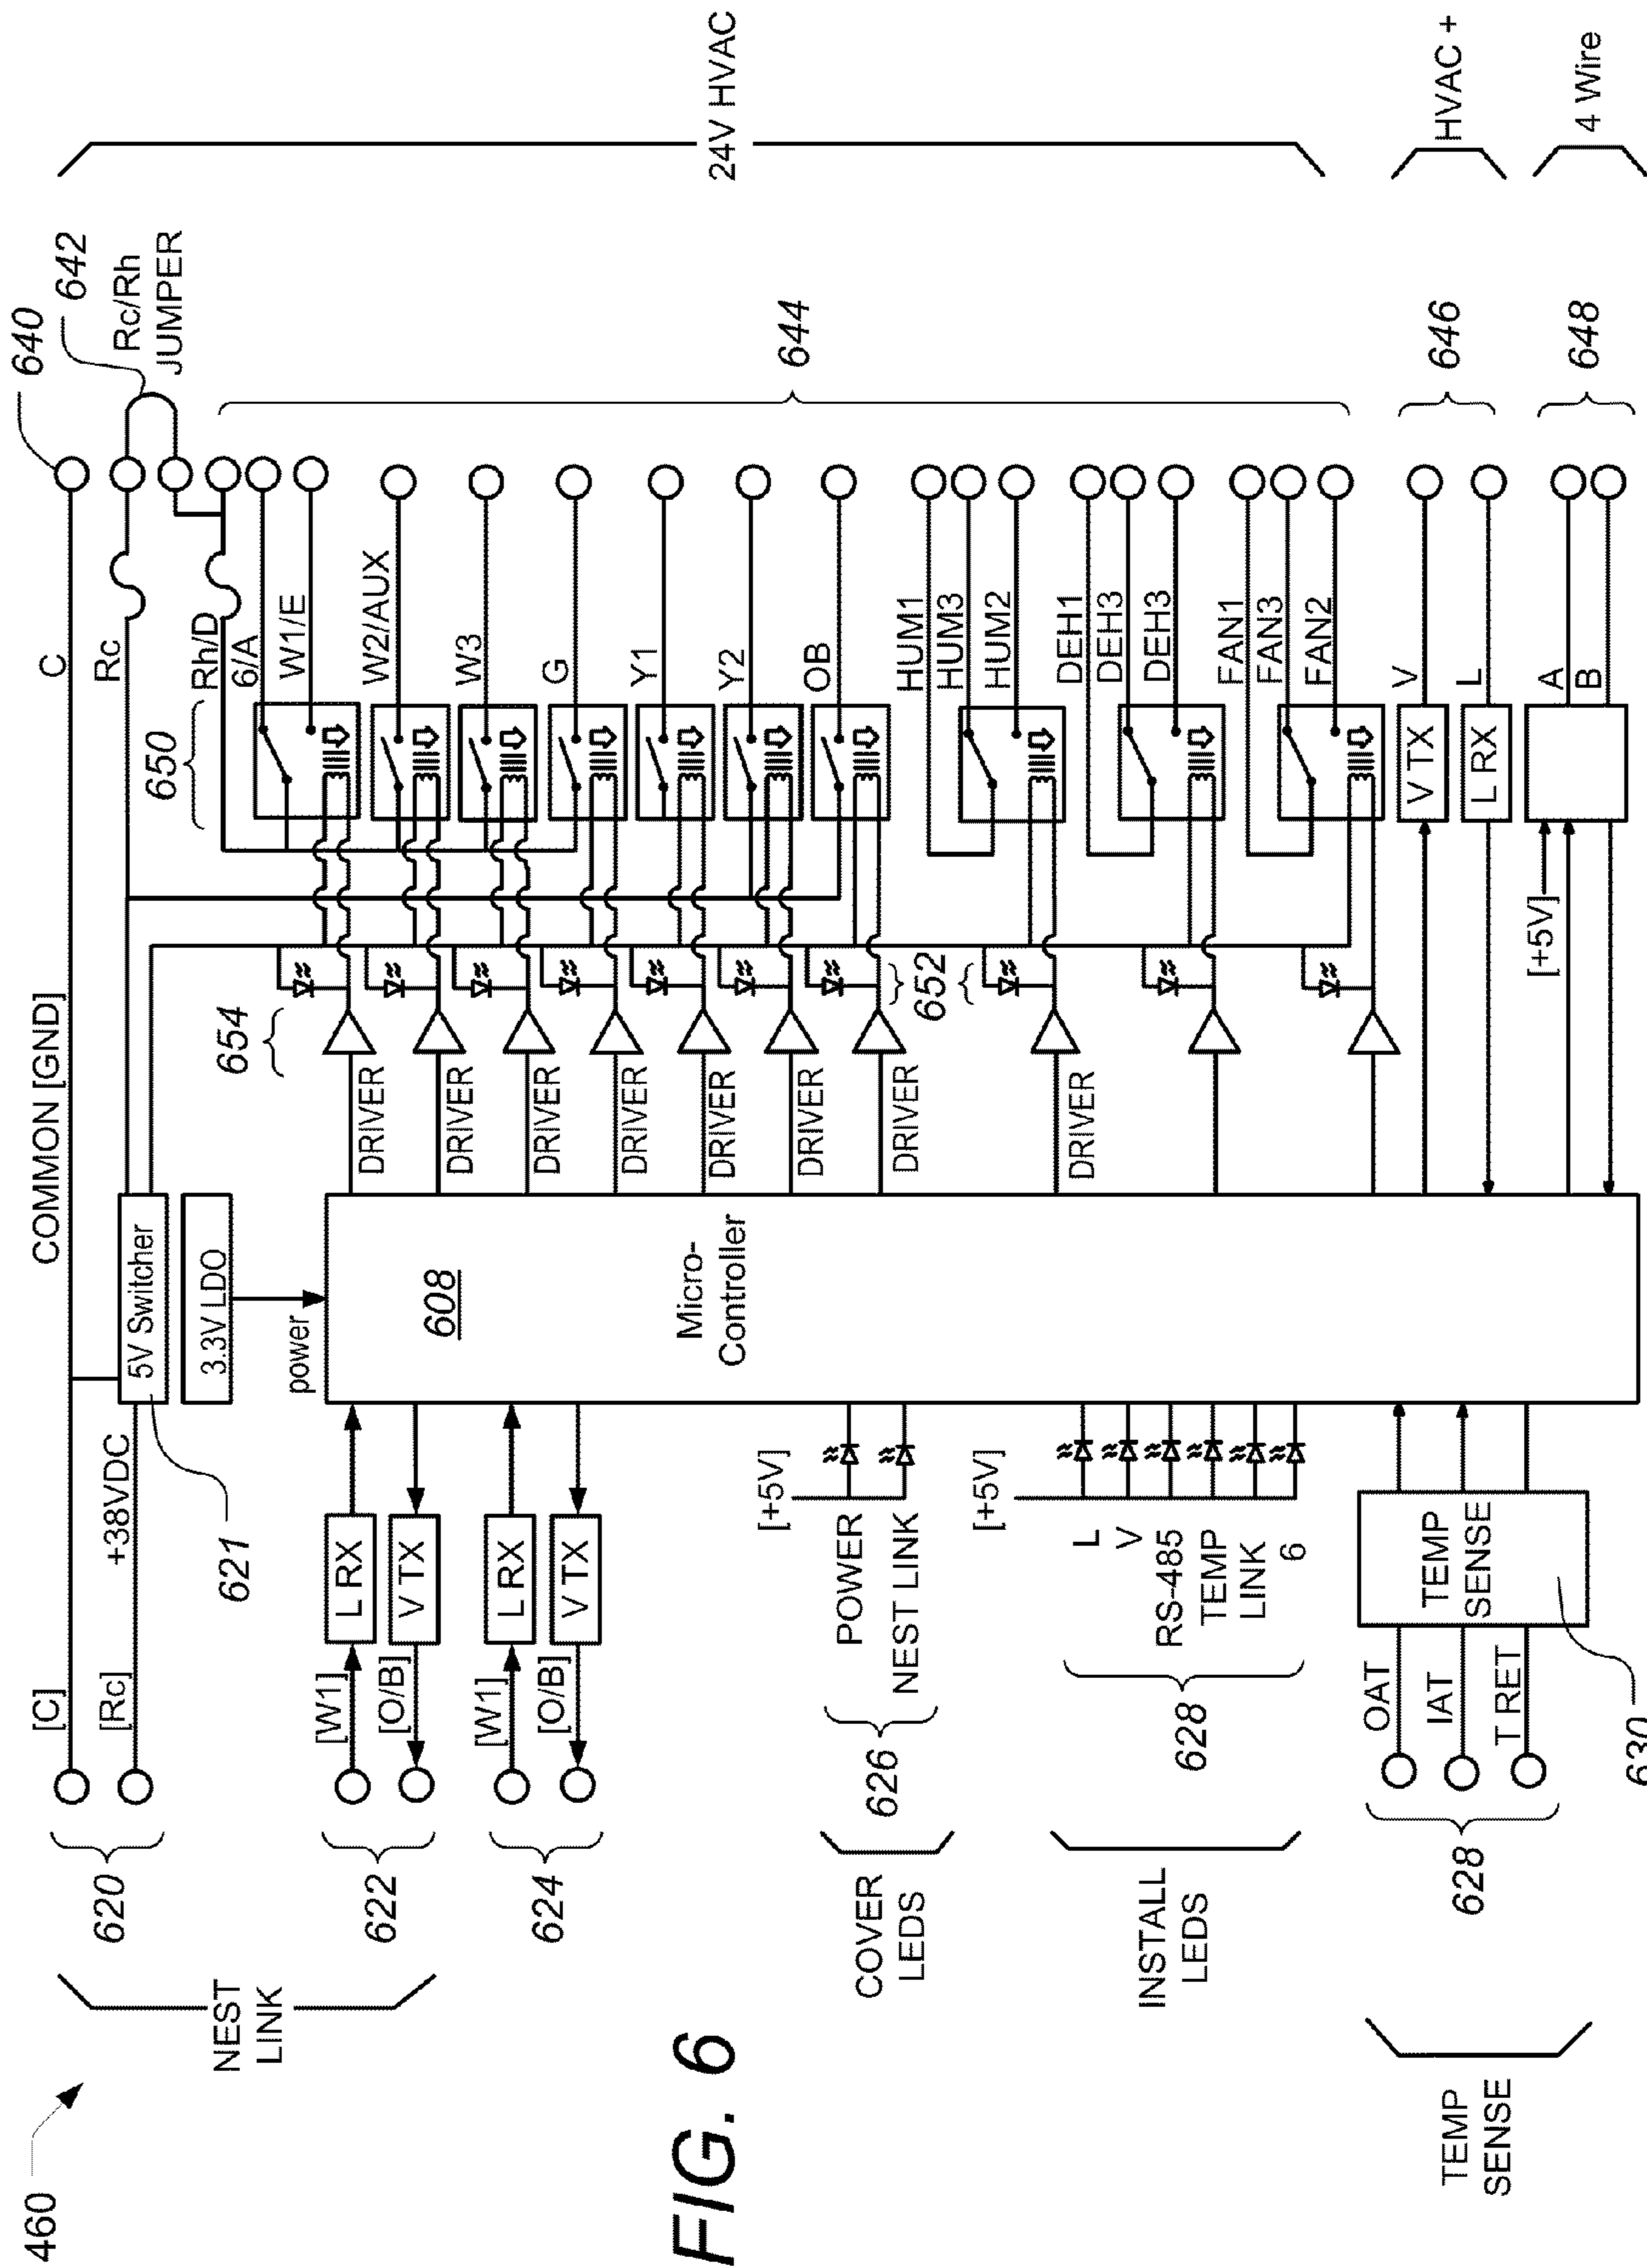 460
FIG. 6
NEST
LINK
620
[C]
[Rc]
+38VDC
COMMON [GND]
C
640
5V Switcher
621
3.3V LDO
power
Rc
642
Rc/Rh
JUMPER
24V HVAC
622
[W1]
L RX
[O/B]
V TX
624
[W1]
L RX
[O/B]
V TX
608
Micro-
Controller
654
650
Rh/D
6/A
W1/E
W2/AUX
W3
G
Y1
Y2
OB
HUM1
HUM3
HUM2
DEH1
DEH3
DEH3
FAN1
FAN3
FAN2
644
DRIVER
DRIVER
DRIVER
DRIVER
DRIVER
DRIVER
DRIVER
DRIVER
652
COVER
LEDS
626
[+5V]
POWER
NEST LINK
INSTALL
LEDS
628
[+5V]
L
V
RS-485
TEMP
LINK
6
TEMP
SENSE
628
OAT
IAT
T RET
TEMP
SENSE
630
V TX
V
L RX
L
646
HVAC +
[+5V]
A
B
648
4 Wire